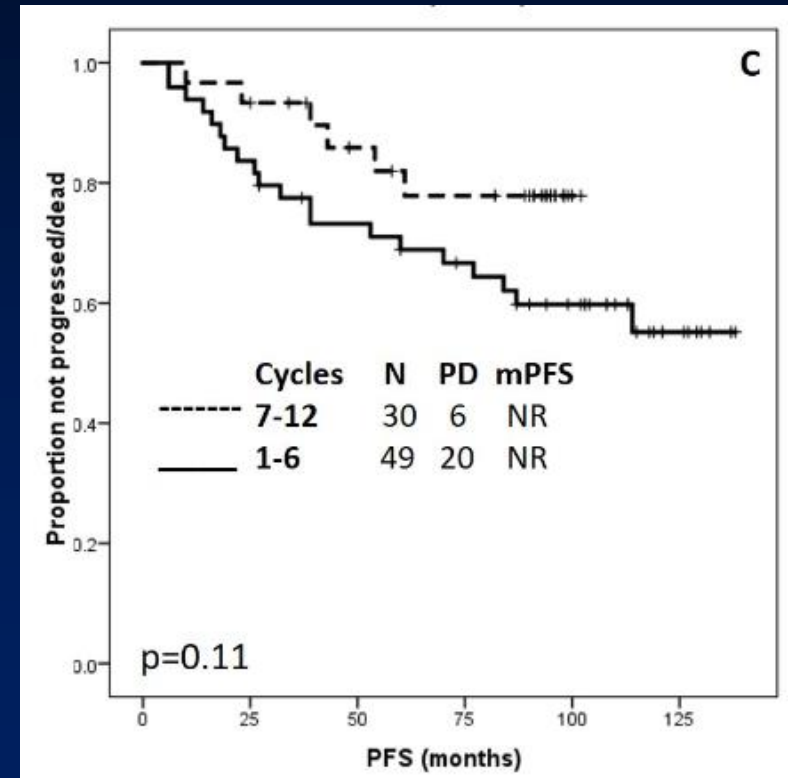 C
1.0
0.8
0.6
0.4
0.2
0.0
Proportion not progressed/dead
Cycles N PD mPFS
7-12 30 6 NR
1-6 49 20 NR
p=0.11
0 25 50 75 100 125
PFS (months)